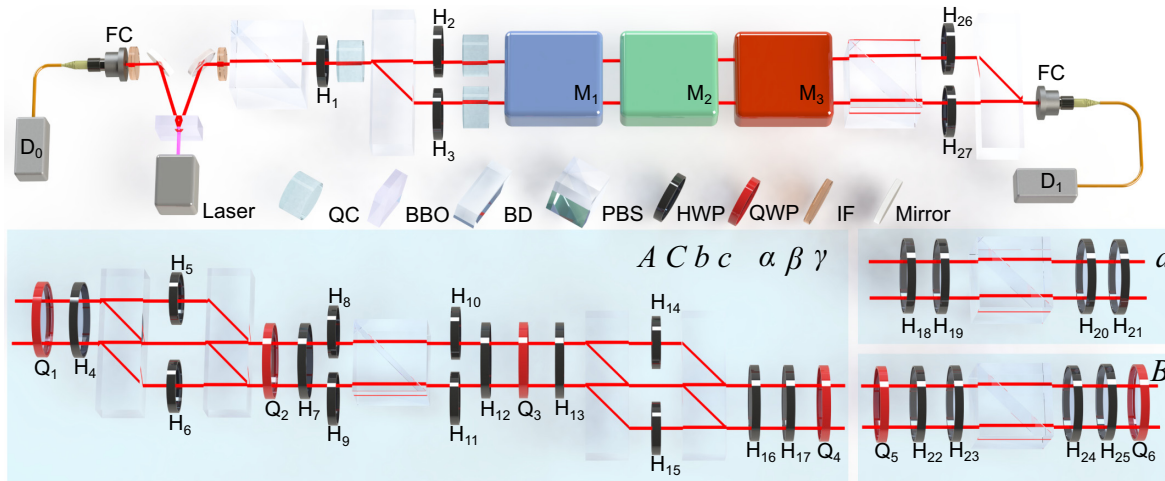 FC
H1
H2
H3
M1
M2
M3
H26
H27
FC
D0
D1
Laser
QC
BBO
BD
PBS
HWP
QWP
IF
Mirror
A C b c α β γ
Q1
H4
H5
H6
Q2
H7
H8
H9
H10
H11
H12
Q3
H13
H14
H15
H16
H17
Q4
a
H18
H19
H20
H21
B
Q5
H22
H23
H24
H25
Q6